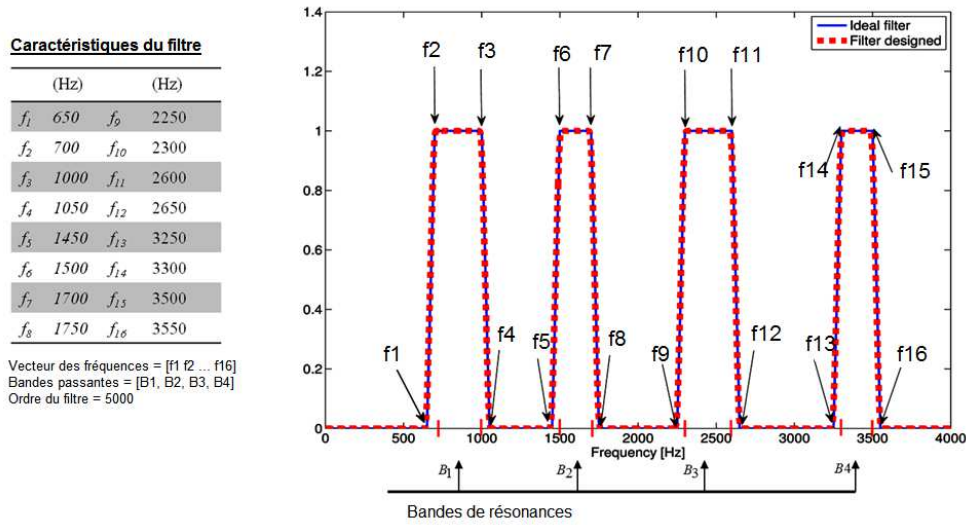 Caractéristiques du filtre
(Hz) (Hz)
f1 650 f9 2250
f2 700 f10 2300
f3 1000 f11 2600
f4 1050 f12 2650
f5 1450 f13 3250
f6 1500 f14 3300
f7 1700 f15 3500
f8 1750 f16 3550
Vecteur des fréquences = [f1 f2 ... f16]
Bandes passantes = [B1, B2, B3, B4]
Ordre du filtre = 5000
1.4
1.2
1
0.8
0.6
0.4
0.2
0
Ideal filter
Filter designed
f2 f3 f6 f7 f10 f11
f14 f15
f1 f4 f5 f8 f9 f12 f13 f16
0 500 1000 1500 2000 2500 3000 3500 4000
Frequency [Hz]
B1 B2 B3 B4
Bandes de résonances